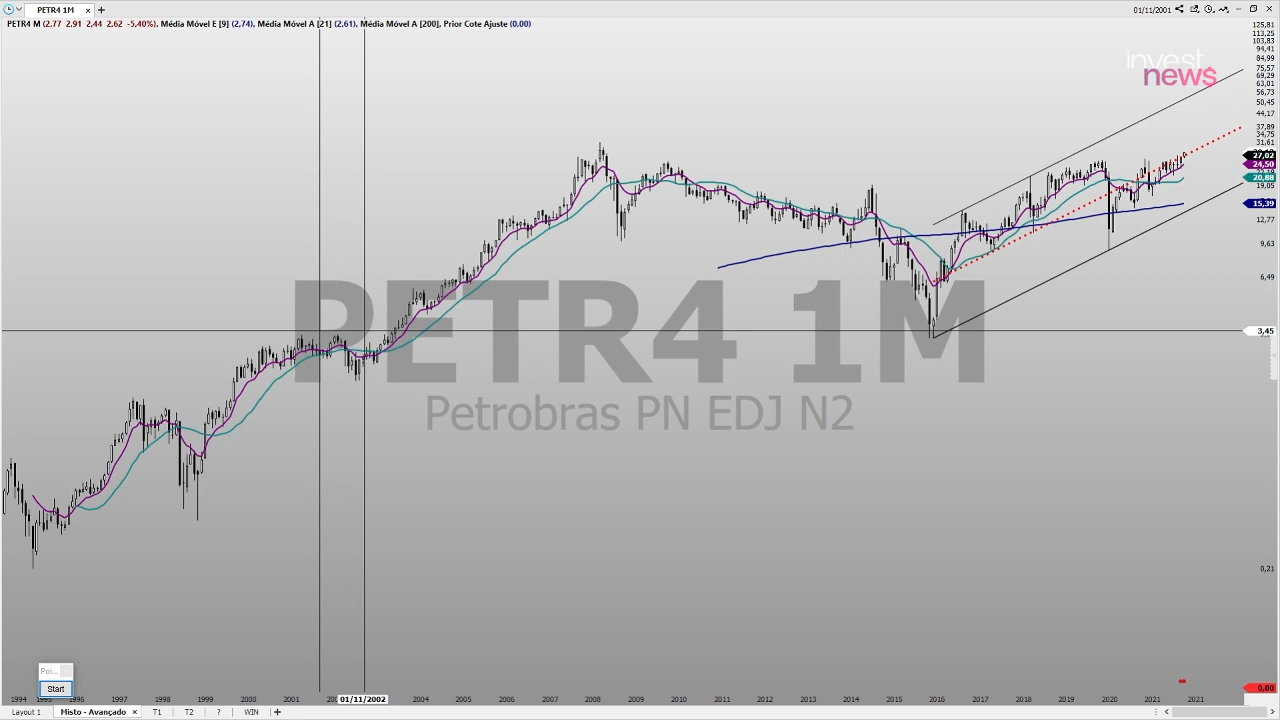 PETR4 1M × +
01/11/2001
PETR4 M (2,77 2,91 2,44 2,62 -5.40%), Média Móvel E [9] (2,74), Média Móvel A [21] (2,61), Média Móvel A [200], Prior Cote Ajuste (0,00)
invest
news
PETR4 1M
Petrobras PN EDJ N2
125,81
113,25
103,83
94,41
84,99
75,57
69,29
63,01
56,73
50,45
44,17
37,89
34,75
31,61
27,02
24,50
20,88
19,05
15,39
12,77
9,63
6,49
3,45
0,21
0,00
Poi...
Start
1994 1995 1996 1997 1998 1999 2000 2001 01/11/2002 2004 2005 2006 2007 2008 2009 2010 2011 2012 2013 2014 2015 2016 2017 2018 2019 2020 2021 2021
Layout 1 Misto - Avançado × T1 T2 ? WIN +